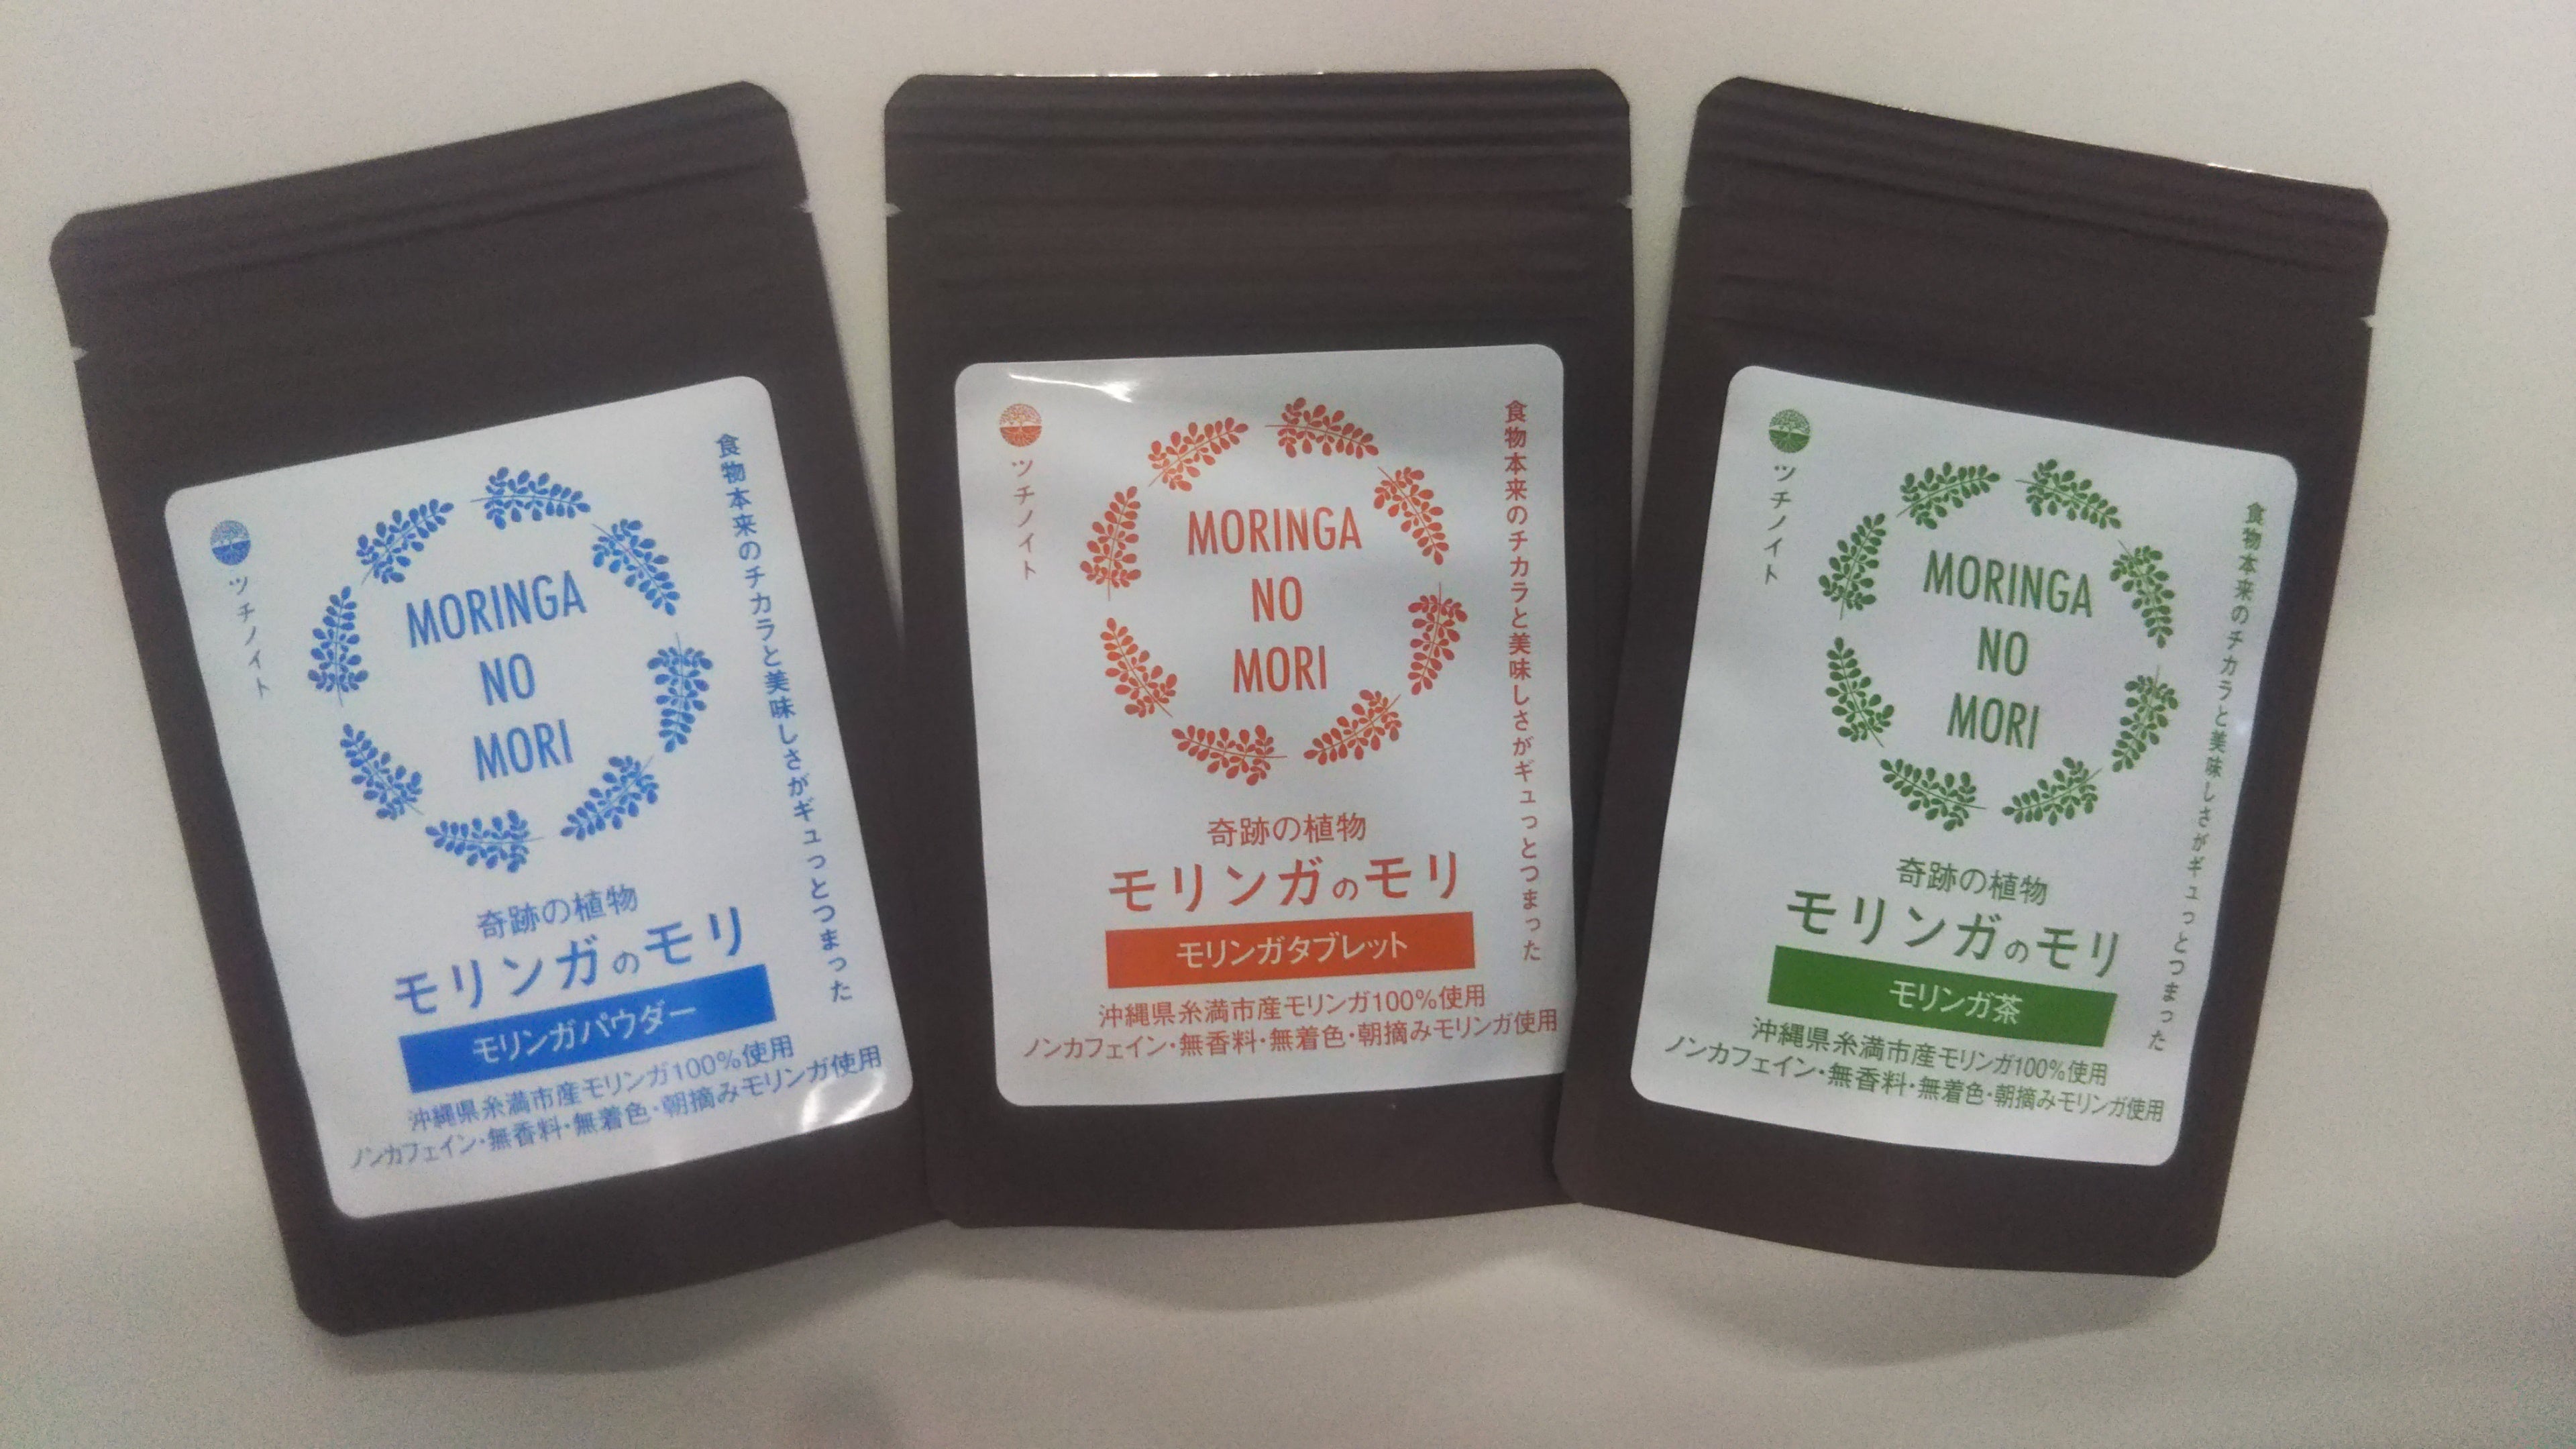 ツチノイト
食物本来のチカラと美味しさがギュっとつまった
MORINGA
NO
MORI
奇跡の植物
モリンガのモリ
モリンガパウダー
沖縄県糸満市産モリンガ100%使用
ノンカフェイン・無香料・無着色・朝摘みモリンガ使用
ツチノイト
食物本来のチカラと美味しさがギュっとつまった
MORINGA
NO
MORI
奇跡の植物
モリンガのモリ
モリンガタブレット
沖縄県糸満市産モリンガ100%使用
ノンカフェイン・無香料・無着色・朝摘みモリンガ使用
ツチノイト
食物本来のチカラと美味しさがギュっとつまった
MORINGA
NO
MORI
奇跡の植物
モリンガのモリ
モリンガ茶
沖縄県糸満市産モリンガ100%使用
ノンカフェイン・無香料・無着色・朝摘みモリンガ使用